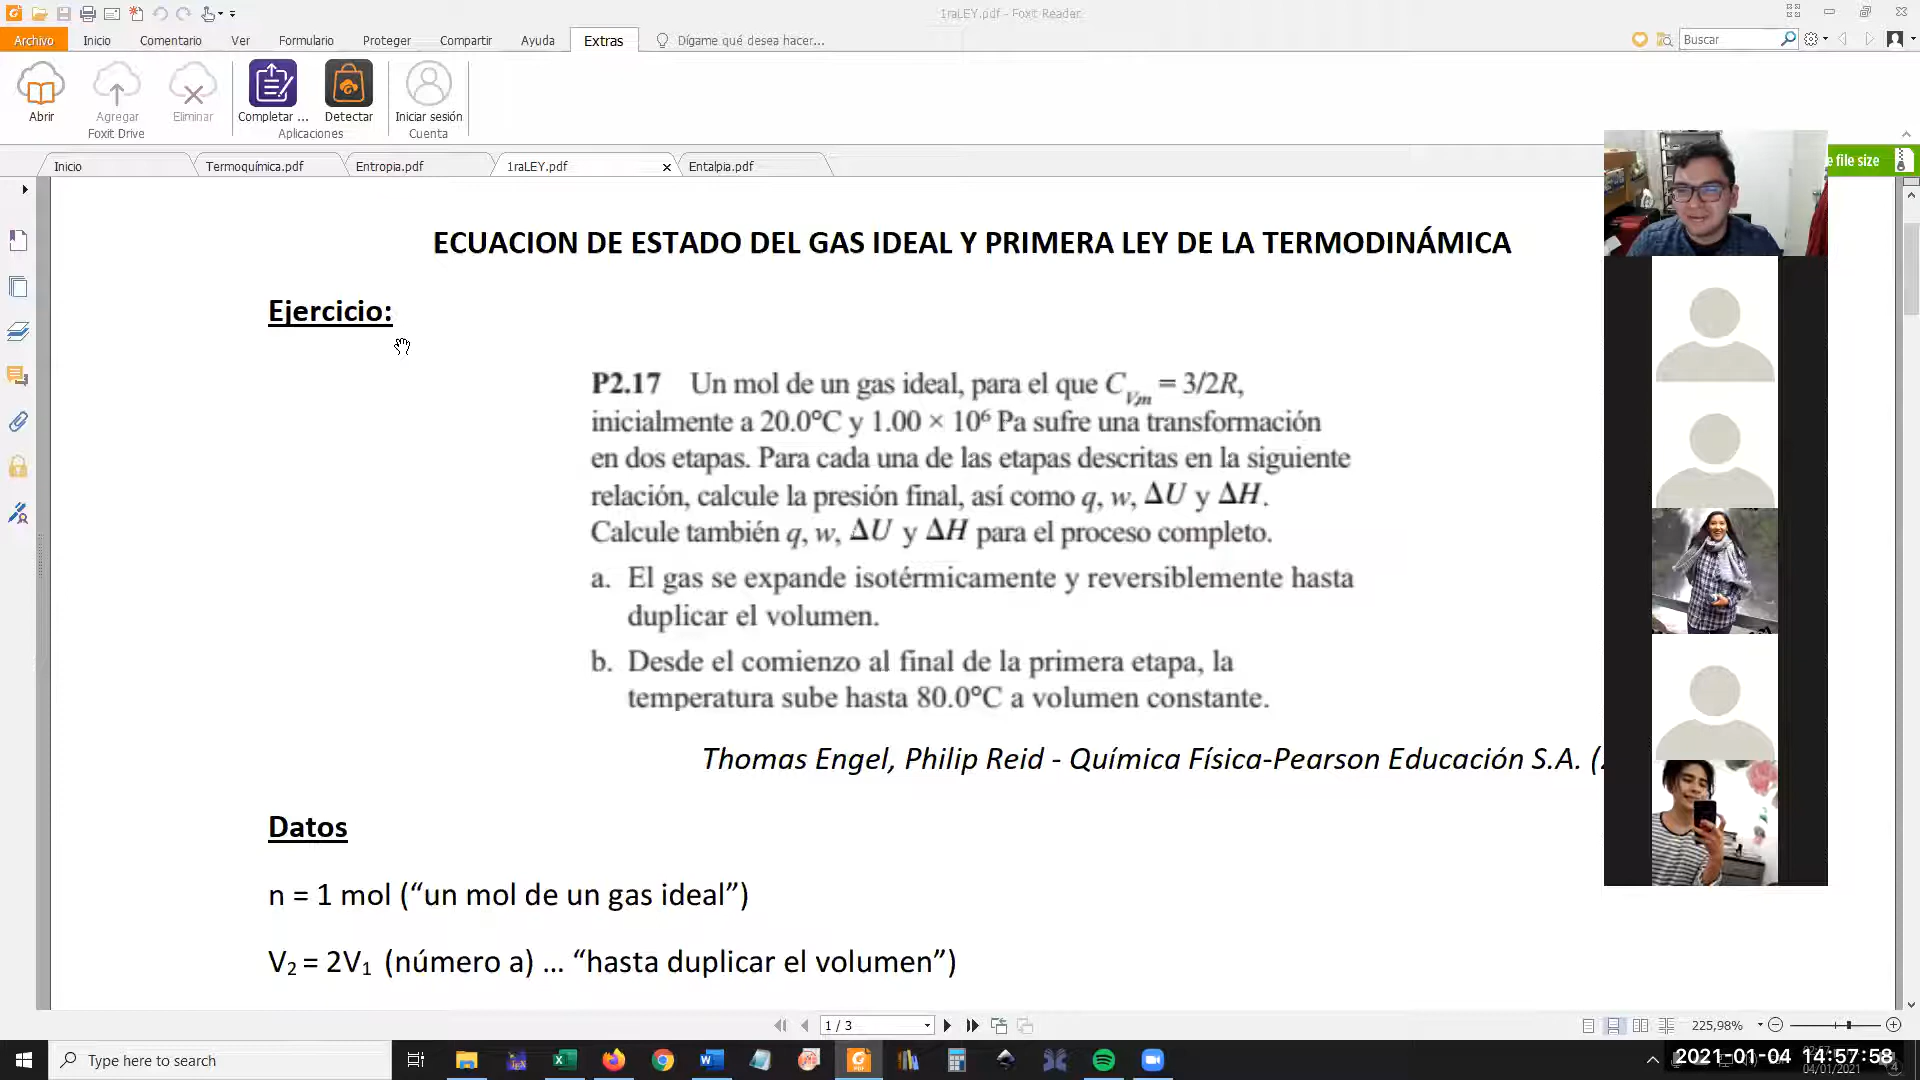 1raLEY.pdf - Foxit Reader
Archivo Inicio Comentario Ver Formulario Proteger Compartir Ayuda Extras Dígame qué desea hacer... Buscar
Abrir Agregar Eliminar Completar ... Detectar Iniciar sesión
Foxit Drive Aplicaciones Cuenta
Inicio Termoquímica.pdf Entropia.pdf 1raLEY.pdf Entalpia.pdf
e file size
ECUACION DE ESTADO DEL GAS IDEAL Y PRIMERA LEY DE LA TERMODINÁMICA
Ejercicio:
P2.17 Un mol de un gas ideal, para el que C_{V,m} = 3/2R,
inicialmente a 20.0°C y 1.00 × 10⁶ Pa sufre una transformación
en dos etapas. Para cada una de las etapas descritas en la siguiente
relación, calcule la presión final, así como q, w, ΔU y ΔH.
Calcule también q, w, ΔU y ΔH para el proceso completo.
a. El gas se expande isotérmicamente y reversiblemente hasta
duplicar el volumen.
b. Desde el comienzo al final de la primera etapa, la
temperatura sube hasta 80.0°C a volumen constante.
Thomas Engel, Philip Reid - Química Física-Pearson Educación S.A. (
Datos
n = 1 mol (“un mol de un gas ideal”)
V₂ = 2V₁ (número a) ... “hasta duplicar el volumen”)
1 / 3
225,98%
Type here to search
2021-01-04 14:57:58
04/01/2021